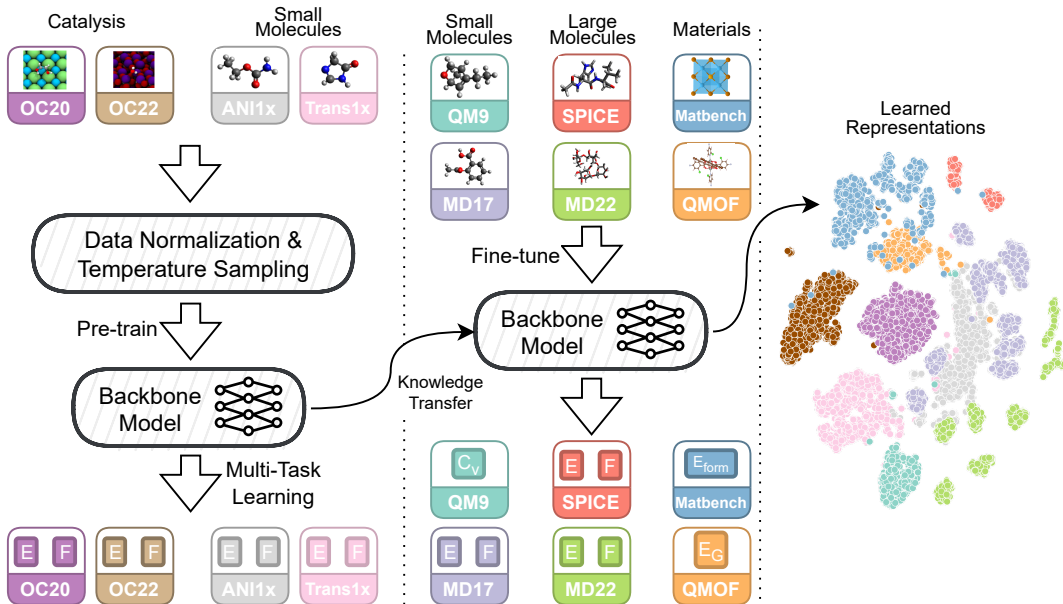 Catalysis
Small
Molecules
OC20
OC22
ANI1x
Trans1x
Data Normalization &
Temperature Sampling
Pre-train
Backbone
Model
Multi-Task
Learning
E F
OC20
E F
OC22
E F
ANI1x
E F
Trans1x
Knowledge
Transfer
Small
Molecules
Large
Molecules
Materials
QM9
SPICE
Matbench
MD17
MD22
QMOF
Fine-tune
Backbone
Model
Cv
QM9
E F
SPICE
Eform
Matbench
E F
MD17
E F
MD22
EG
QMOF
Learned
Representations